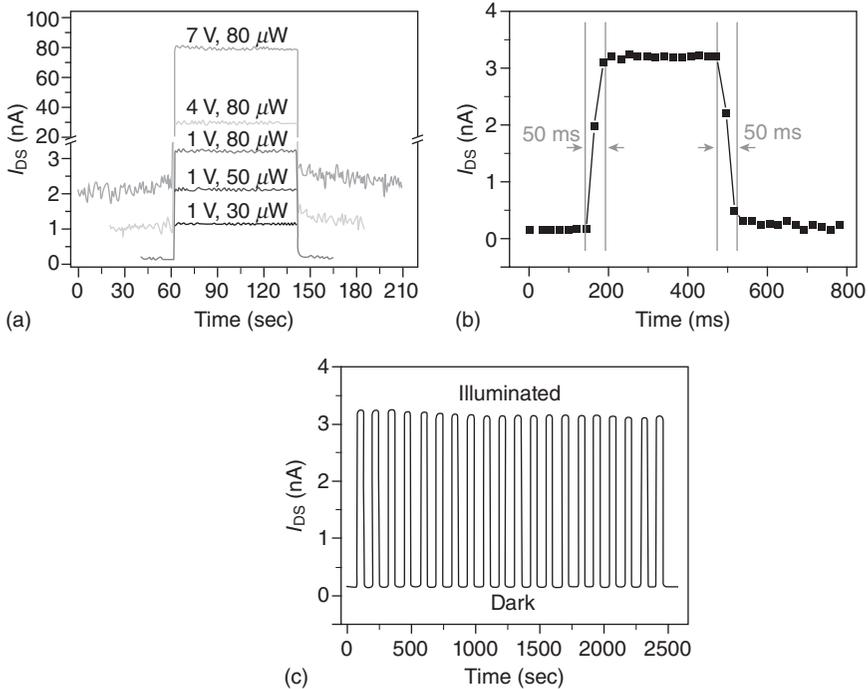 100
80
60
40
20
3
2
1
0
I_DS (nA)
7 V, 80 μW
4 V, 80 μW
1 V, 80 μW
1 V, 50 μW
1 V, 30 μW
0 30 60 90 120 150 180 210
(a)
Time (sec)
4
3
2
1
0
I_DS (nA)
50 ms
50 ms
0 200 400 600 800
(b)
Time (ms)
4
3
2
1
0
I_DS (nA)
Illuminated
Dark
0 500 1000 1500 2000 2500
(c)
Time (sec)